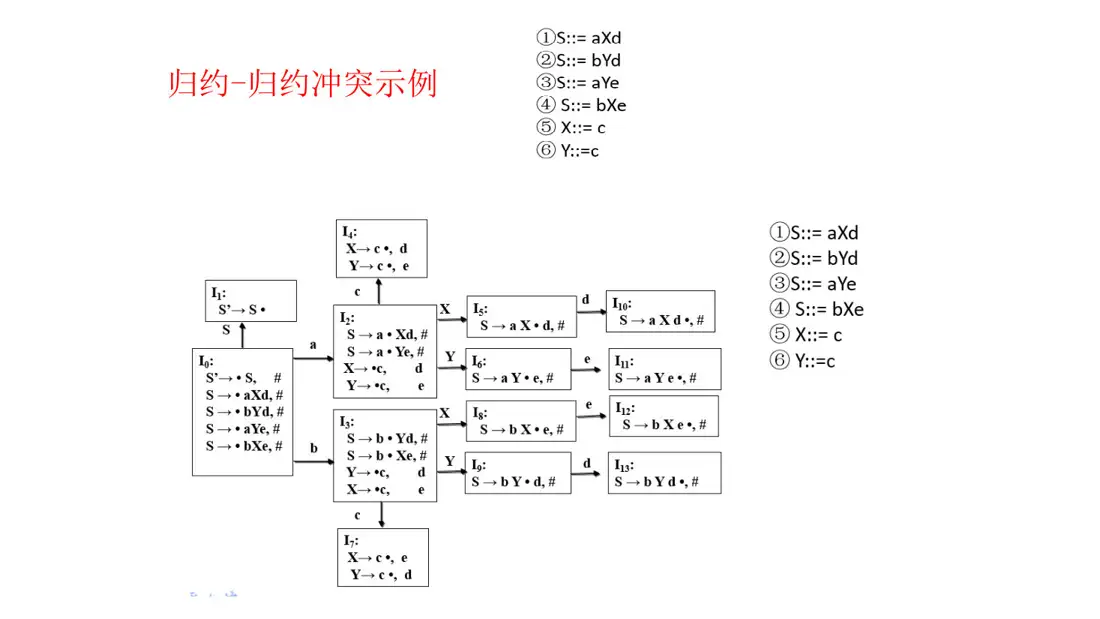 ①S::= aXd
②S::= bYd
③S::= aYe
④ S::= bXe
⑤ X::= c
⑥ Y::=c
归约-归约冲突示例
I4:
X→ c •, d
Y→ c •, e
I1:
S’→ S •
S
c
a
b
I0:
S’→ • S, #
S → • aXd, #
S → • bYd, #
S → • aYe, #
S → • bXe, #
I2:
S → a • Xd, #
S → a • Ye, #
X→ •c, d
Y→ •c, e
X
Y
I5:
S → a X • d, #
d
I10:
S → a X d •, #
I6:
S → a Y • e, #
e
I11:
S → a Y e •, #
I3:
S → b • Yd, #
S → b • Xe, #
Y→ •c, d
X→ •c, e
X
Y
I8:
S → b X • e, #
e
I12:
S → b X e •, #
I9:
S → b Y • d, #
d
I13:
S → b Y d •, #
c
I7:
X→ c •, e
Y→ c •, d
①S::= aXd
②S::= bYd
③S::= aYe
④ S::= bXe
⑤ X::= c
⑥ Y::=c